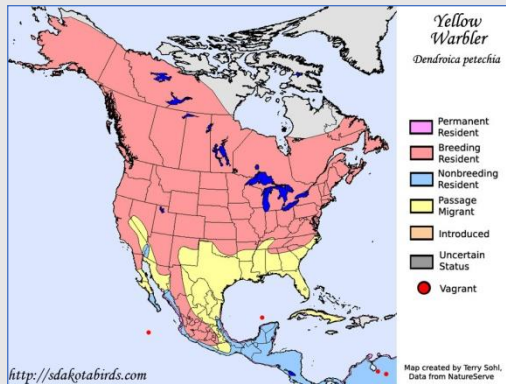 Yellow
Warbler
Dendroica petechia
Permanent
Resident
Breeding
Resident
Nonbreeding
Resident
Passage
Migrant
Introduced
Uncertain
Status
Vagrant
http://sdakotabirds.com
Map created by Terry Sohl,
Data from NatureServe